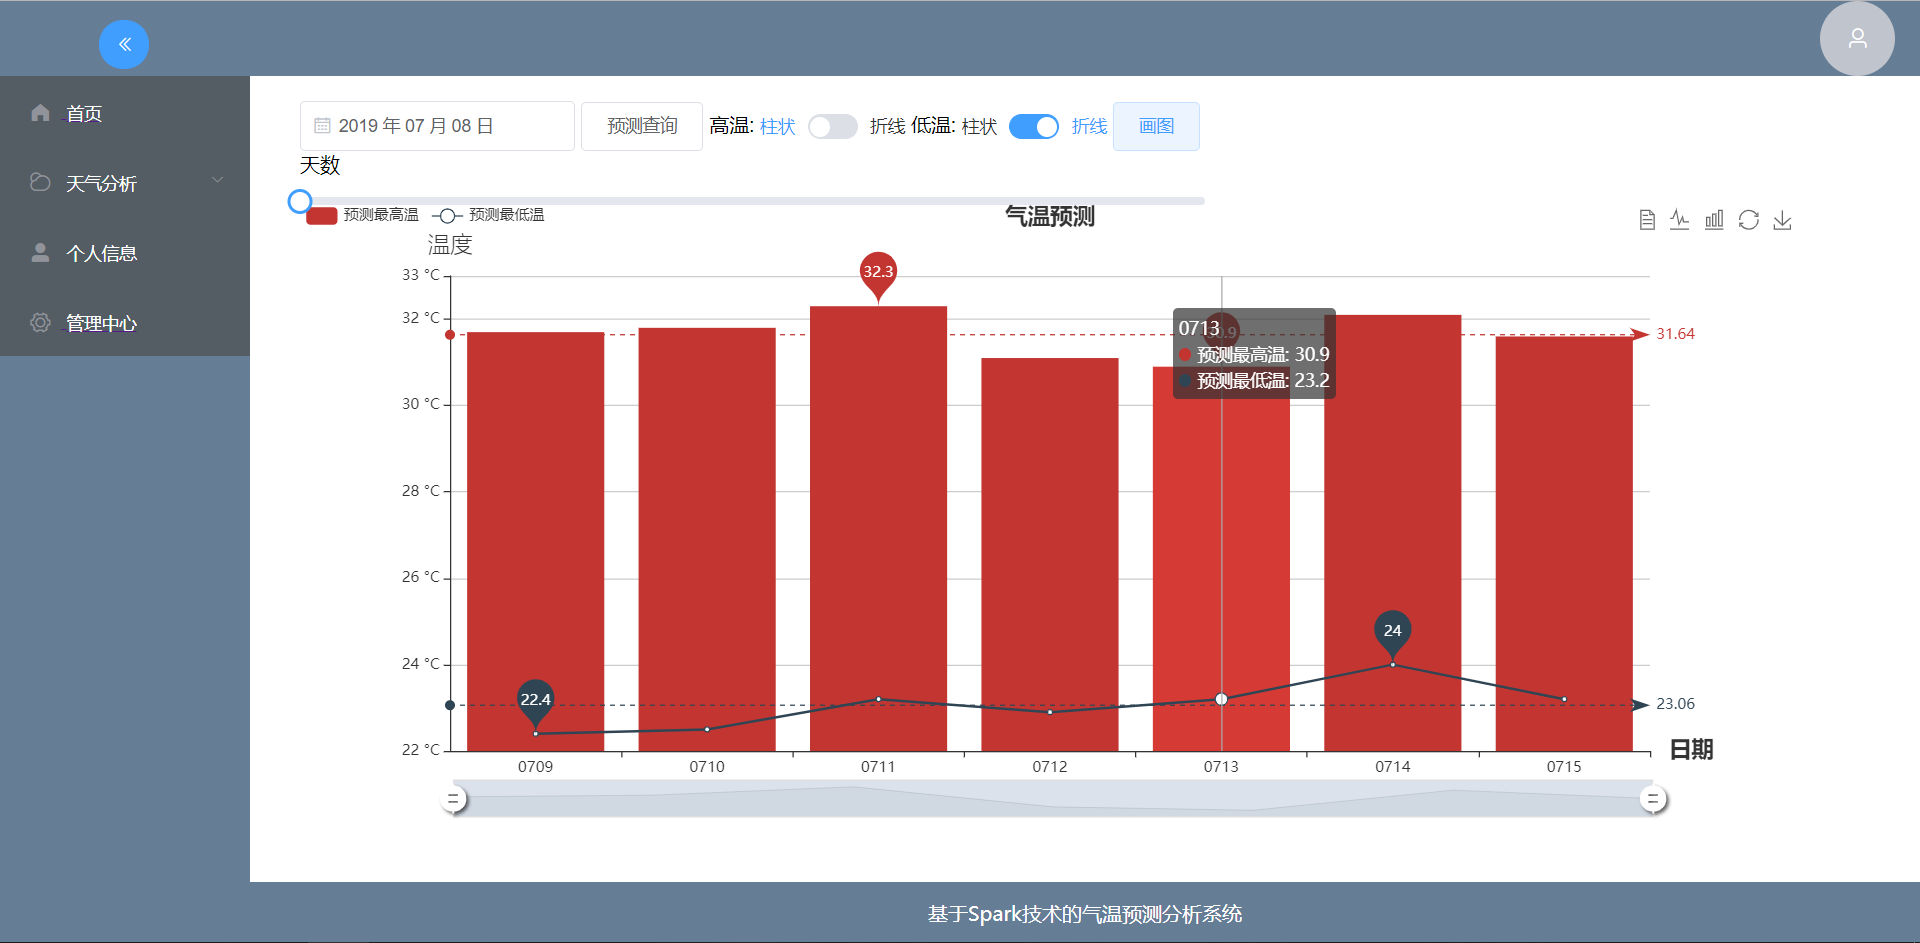 首页
天气分析
个人信息
管理中心
2019 年 07 月 08 日 预测查询 高温: 柱状 折线 低温: 柱状 折线 画图
天数
预测最高温 预测最低温 气温预测
温度
33 °C
32 °C
30 °C
28 °C
26 °C
24 °C
22 °C
32.3
30.9
0713
预测最高温: 30.9
预测最低温: 23.2
31.64
24
22.4
23.06
0709 0710 0711 0712 0713 0714 0715
日期
基于Spark技术的气温预测分析系统